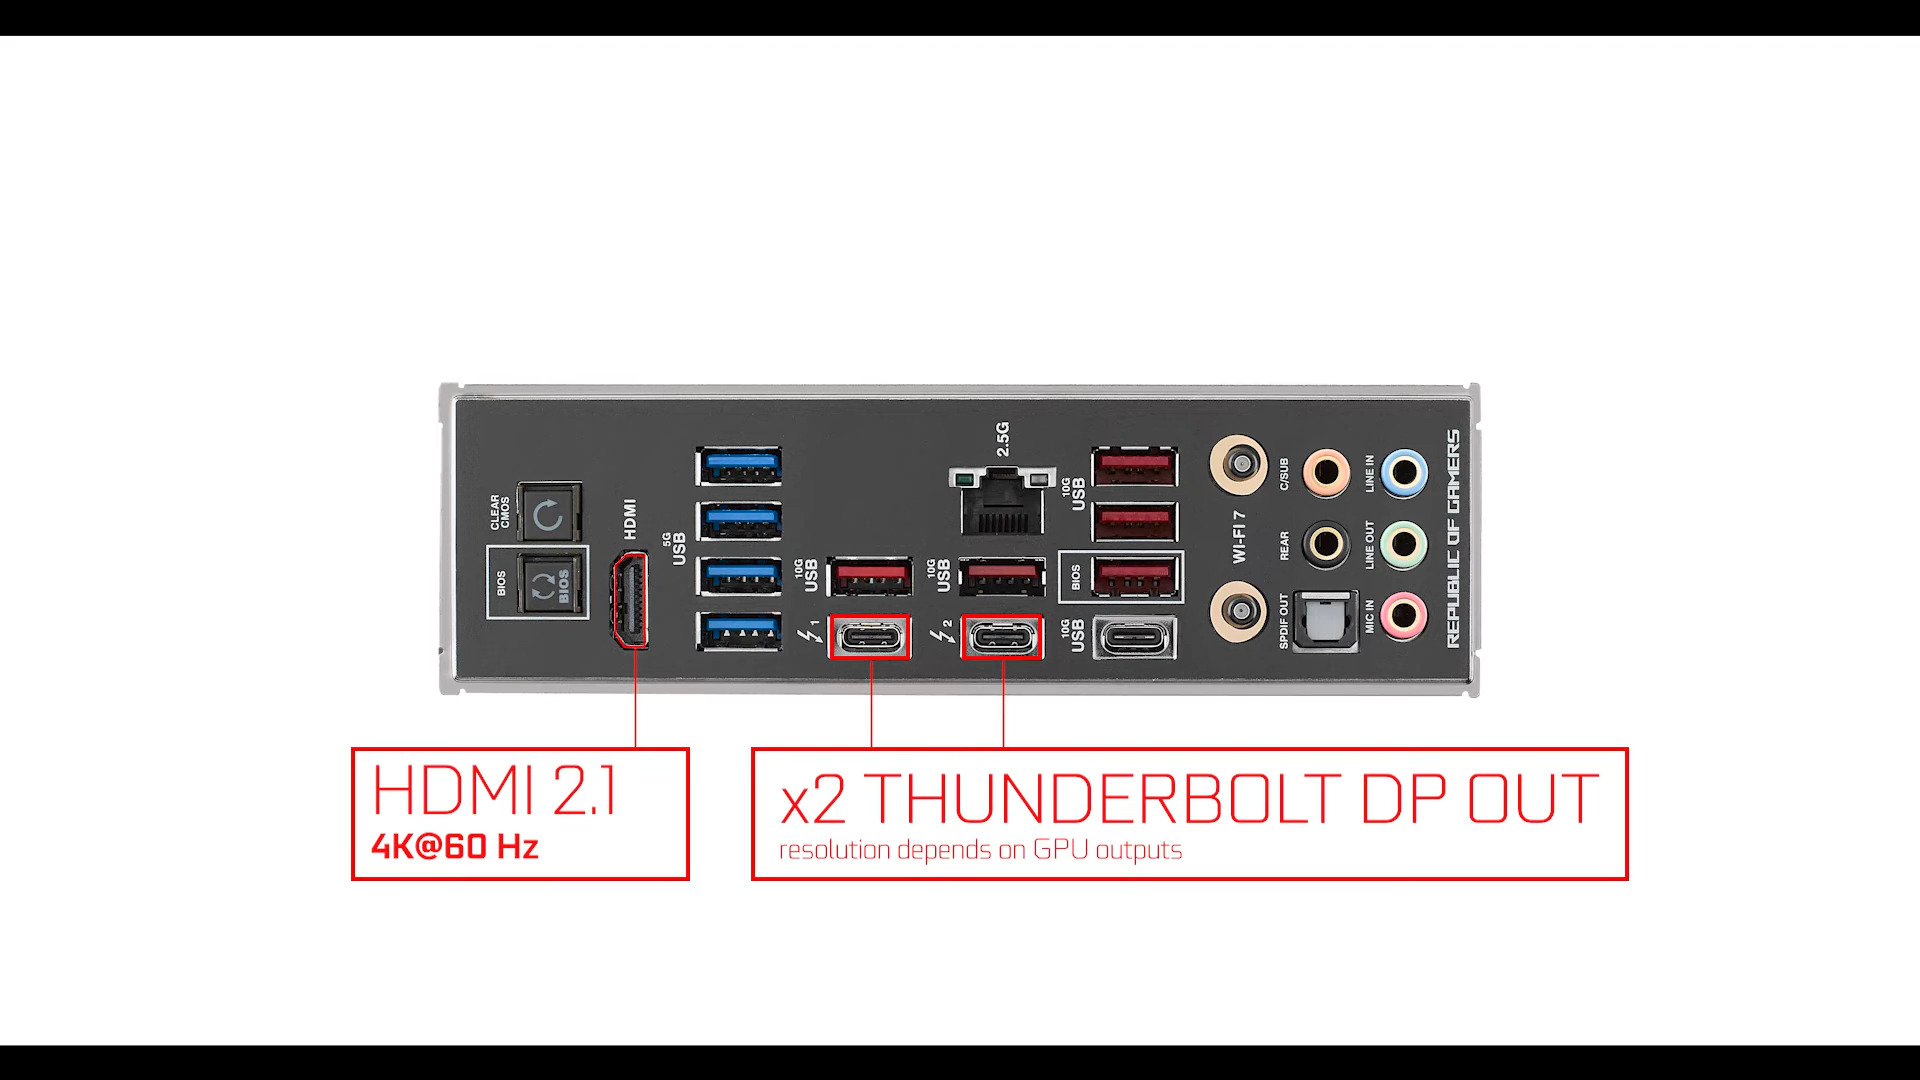 CLEAR
CMOS
BIOS
BIOS
HDMI
5G
USB
10G
USB
1
10G
USB
2
2.5G
10G
USB
BIOS
10G
USB
WI-FI 7
C/SUB
REAR
SPDIF OUT
LINE IN
LINE OUT
MIC IN
REPUBLIC OF GAMERS
HDMI 2.1
4K@60 Hz
x2 THUNDERBOLT DP OUT
resolution depends on GPU outputs